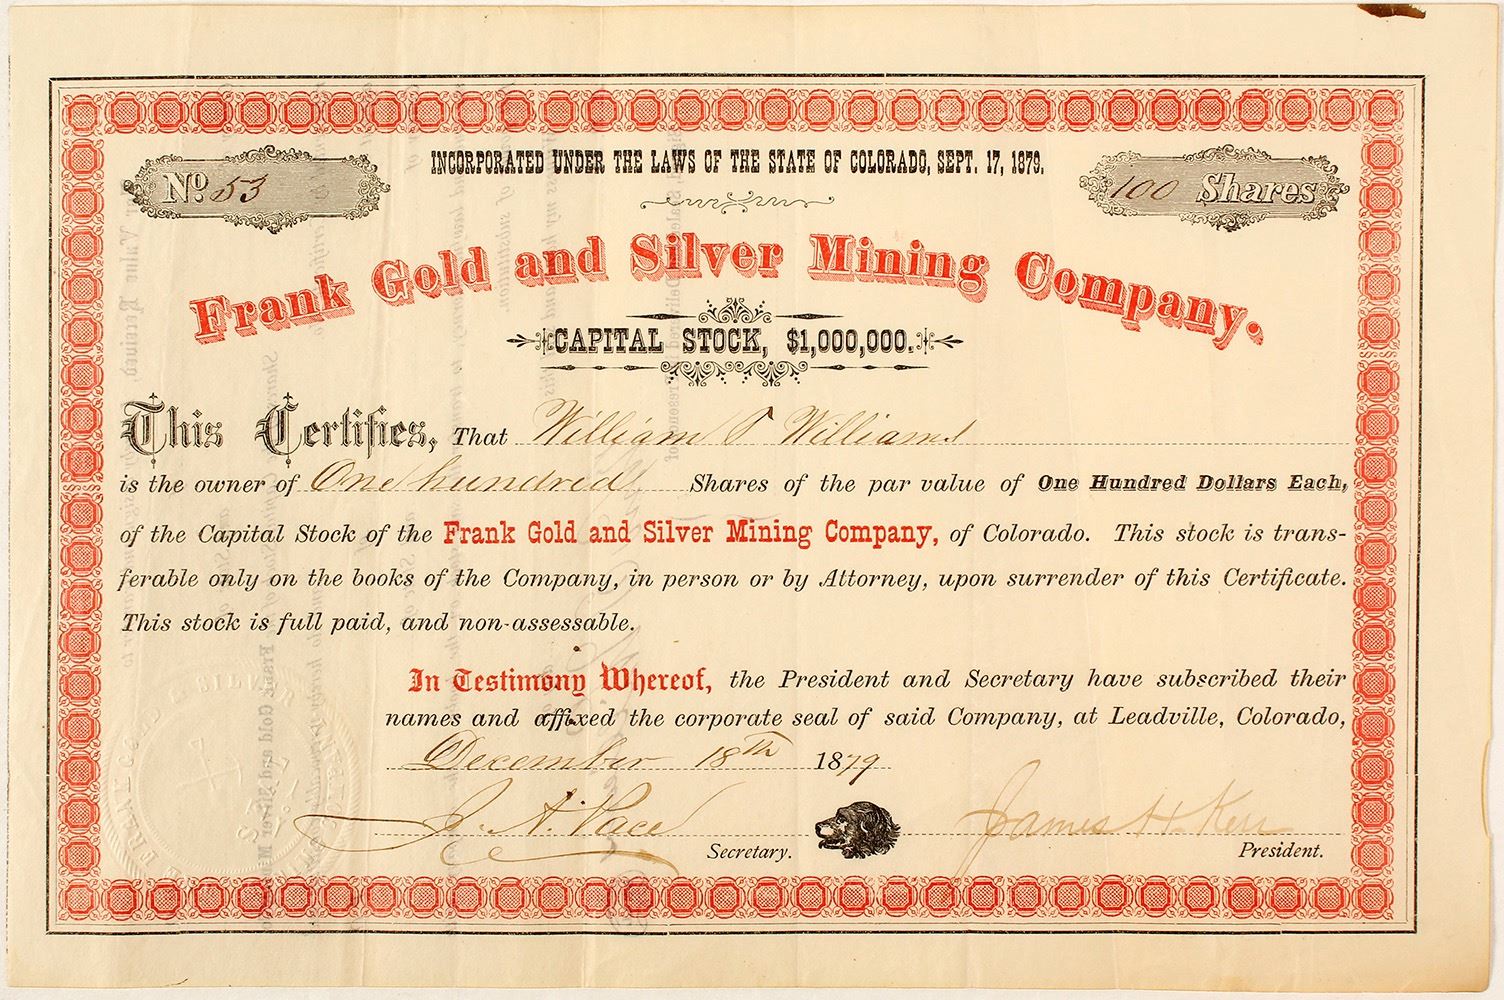 INCORPORATED UNDER THE LAWS OF THE STATE OF COLORADO, SEPT. 17, 1879.
No. 53
100 Shares
Frank Gold and Silver Mining Company.
CAPITAL STOCK, $1,000,000.
This Certifies, That William P Williams
is the owner of One hundred Shares of the par value of One Hundred Dollars Each,
of the Capital Stock of the Frank Gold and Silver Mining Company, of Colorado. This stock is trans-
ferable only on the books of the Company, in person or by Attorney, upon surrender of this Certificate.
This stock is full paid, and non-assessable.
In Testimony Whereof, the President and Secretary have subscribed their
names and affixed the corporate seal of said Company, at Leadville, Colorado,
December 18th 1879
J. A. Pace
Secretary.
James H. Kerr
President.